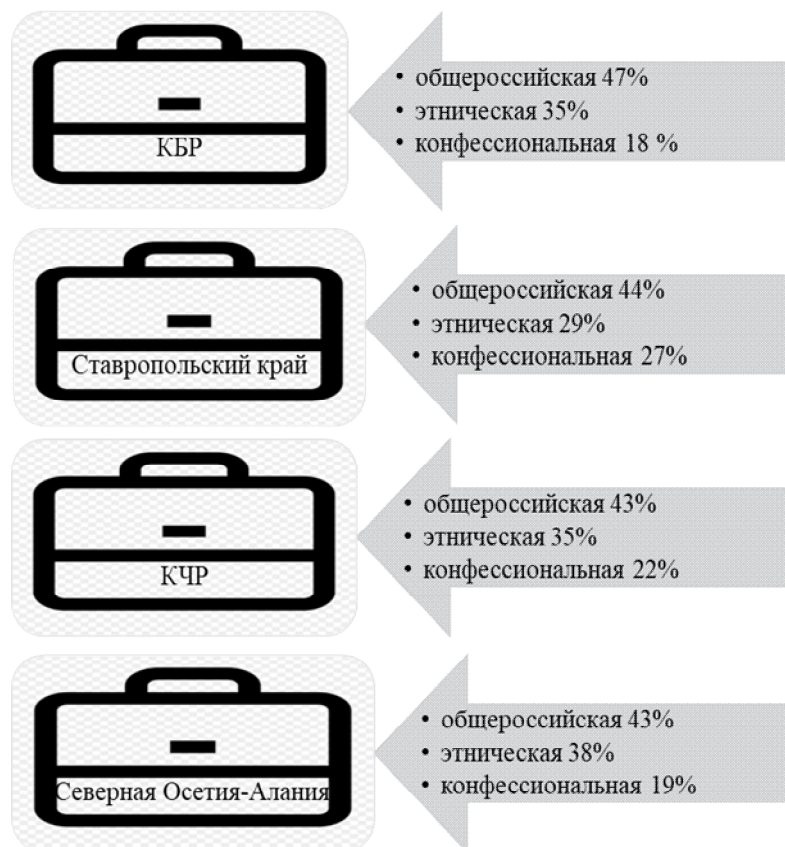 КБР
• общероссийская 47%
• этническая 35%
• конфессиональная 18 %
Ставропольский край
• общероссийская 44%
• этническая 29%
• конфессиональная 27%
КЧР
• общероссийская 43%
• этническая 35%
• конфессиональная 22%
Северная Осетия-Алания
• общероссийская 43%
• этническая 38%
• конфессиональная 19%